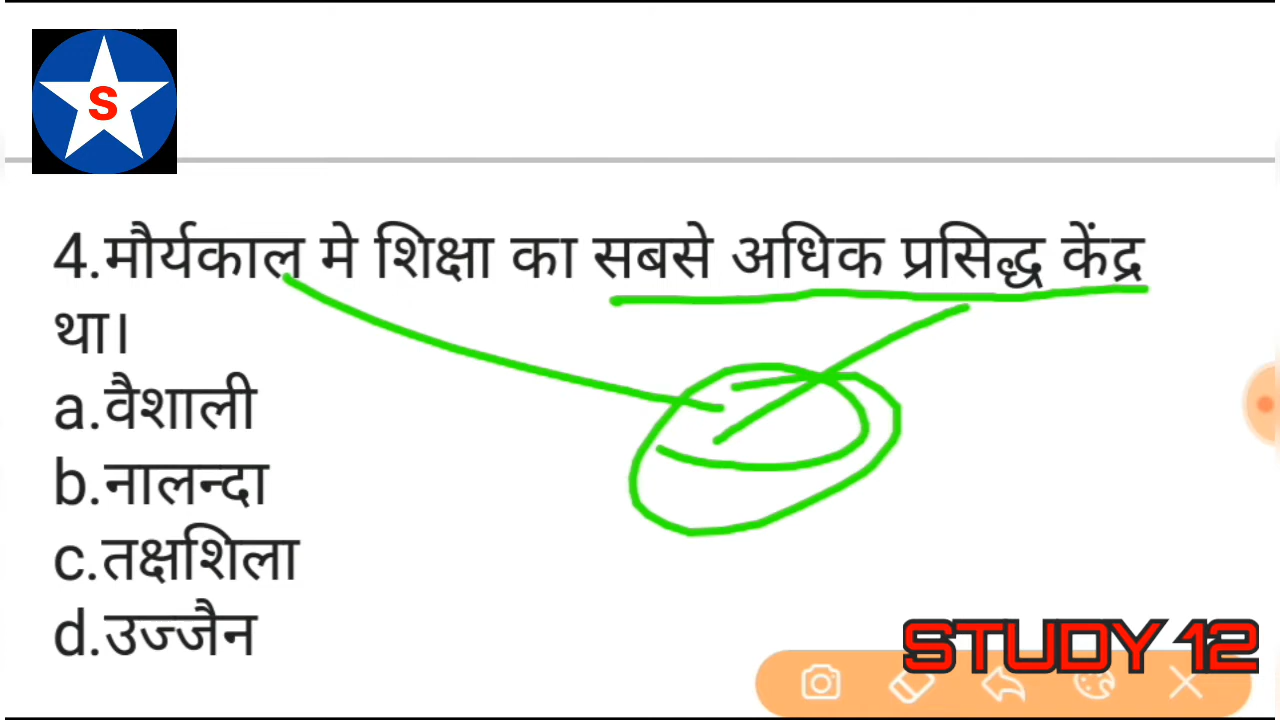 S
4.मौर्यकाल मे शिक्षा का सबसे अधिक प्रसिद्ध केंद्र
था।
a.वैशाली
b.नालन्दा
c.तक्षशिला
d.उज्जैन
STUDY 12